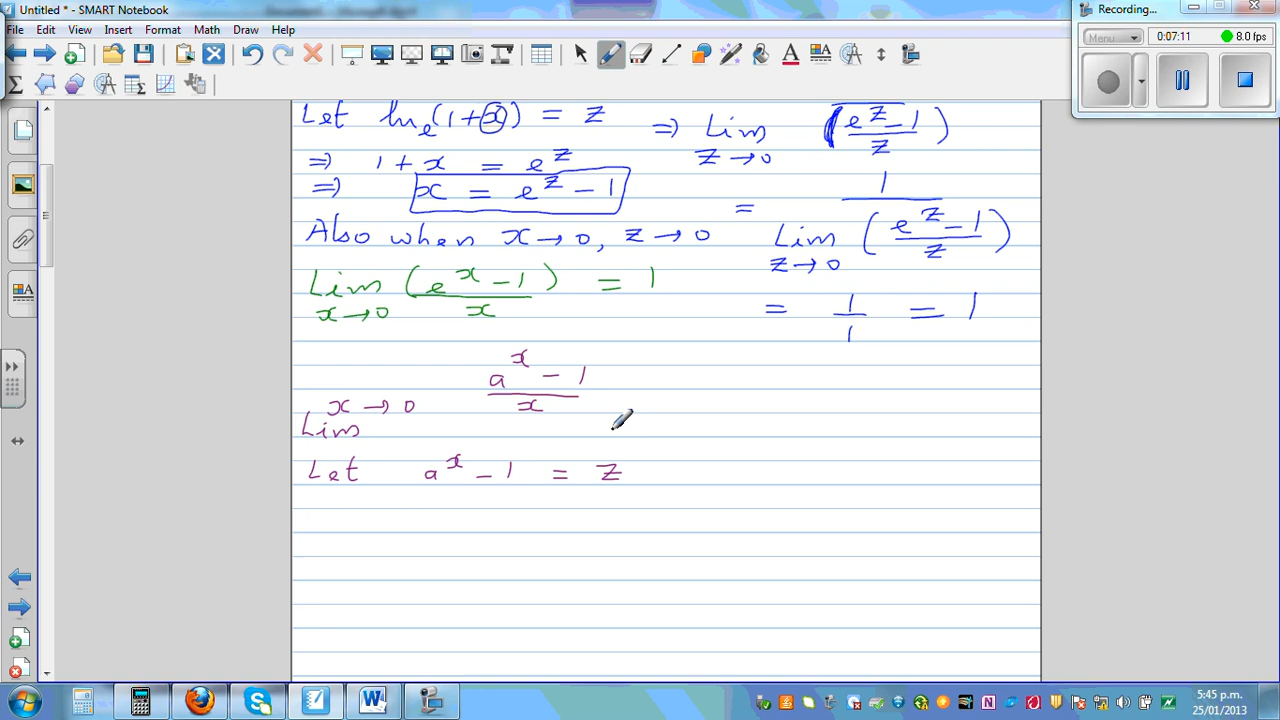 Untitled * - SMART Notebook
Recording...
File Edit View Insert Format Math Draw Help
Menu
0:07:11
8.0 fps
Let ln e (1+x) = z
⇒ 1 + x = e^z
⇒ x = e^z - 1
Also when x→0, z→0
⇒ Lim z→0 (e^z - 1)/z
= 1/(Lim z→0 ((e^z - 1)/z))
= 1/1 = 1
Lim x→0 (e^x - 1)/x = 1
Lim x→0 (a^x - 1)/x
Let a^x - 1 = z
5:45 p.m.
25/01/2013